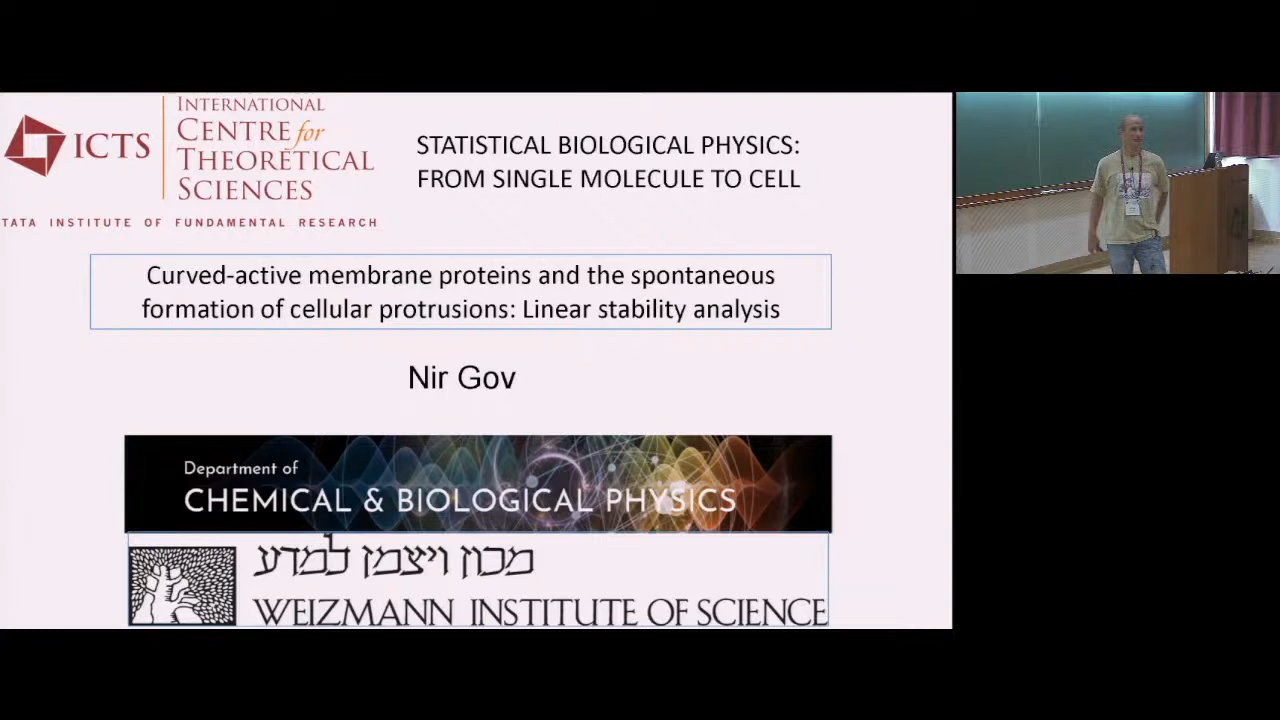 ICTS
INTERNATIONAL
CENTRE for
THEORETICAL
SCIENCES
TATA INSTITUTE OF FUNDAMENTAL RESEARCH
STATISTICAL BIOLOGICAL PHYSICS:
FROM SINGLE MOLECULE TO CELL
Curved-active membrane proteins and the spontaneous
formation of cellular protrusions: Linear stability analysis
Nir Gov
Department of
CHEMICAL & BIOLOGICAL PHYSICS
מכון ויצמן למדע
WEIZMANN INSTITUTE OF SCIENCE